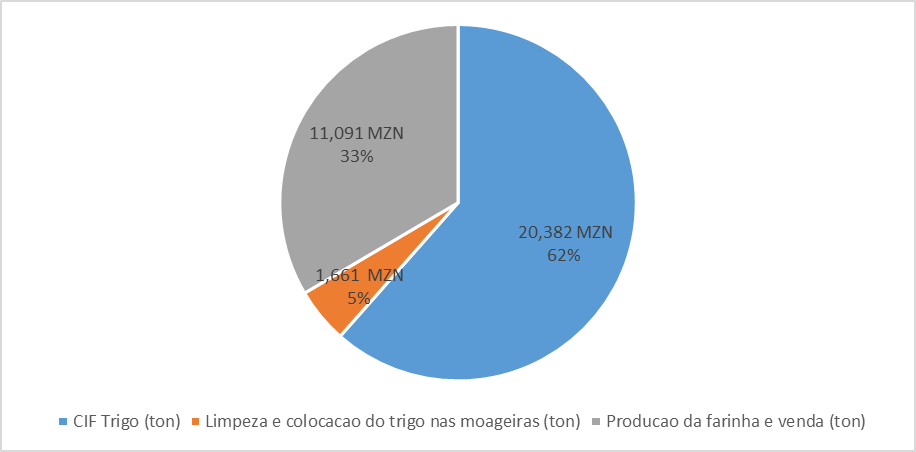 11,091 MZN
33%
20,382 MZN
62%
1,661 MZN
5%
CIF Trigo (ton) Limpeza e colocacao do trigo nas moageiras (ton) Producao da farinha e venda (ton)